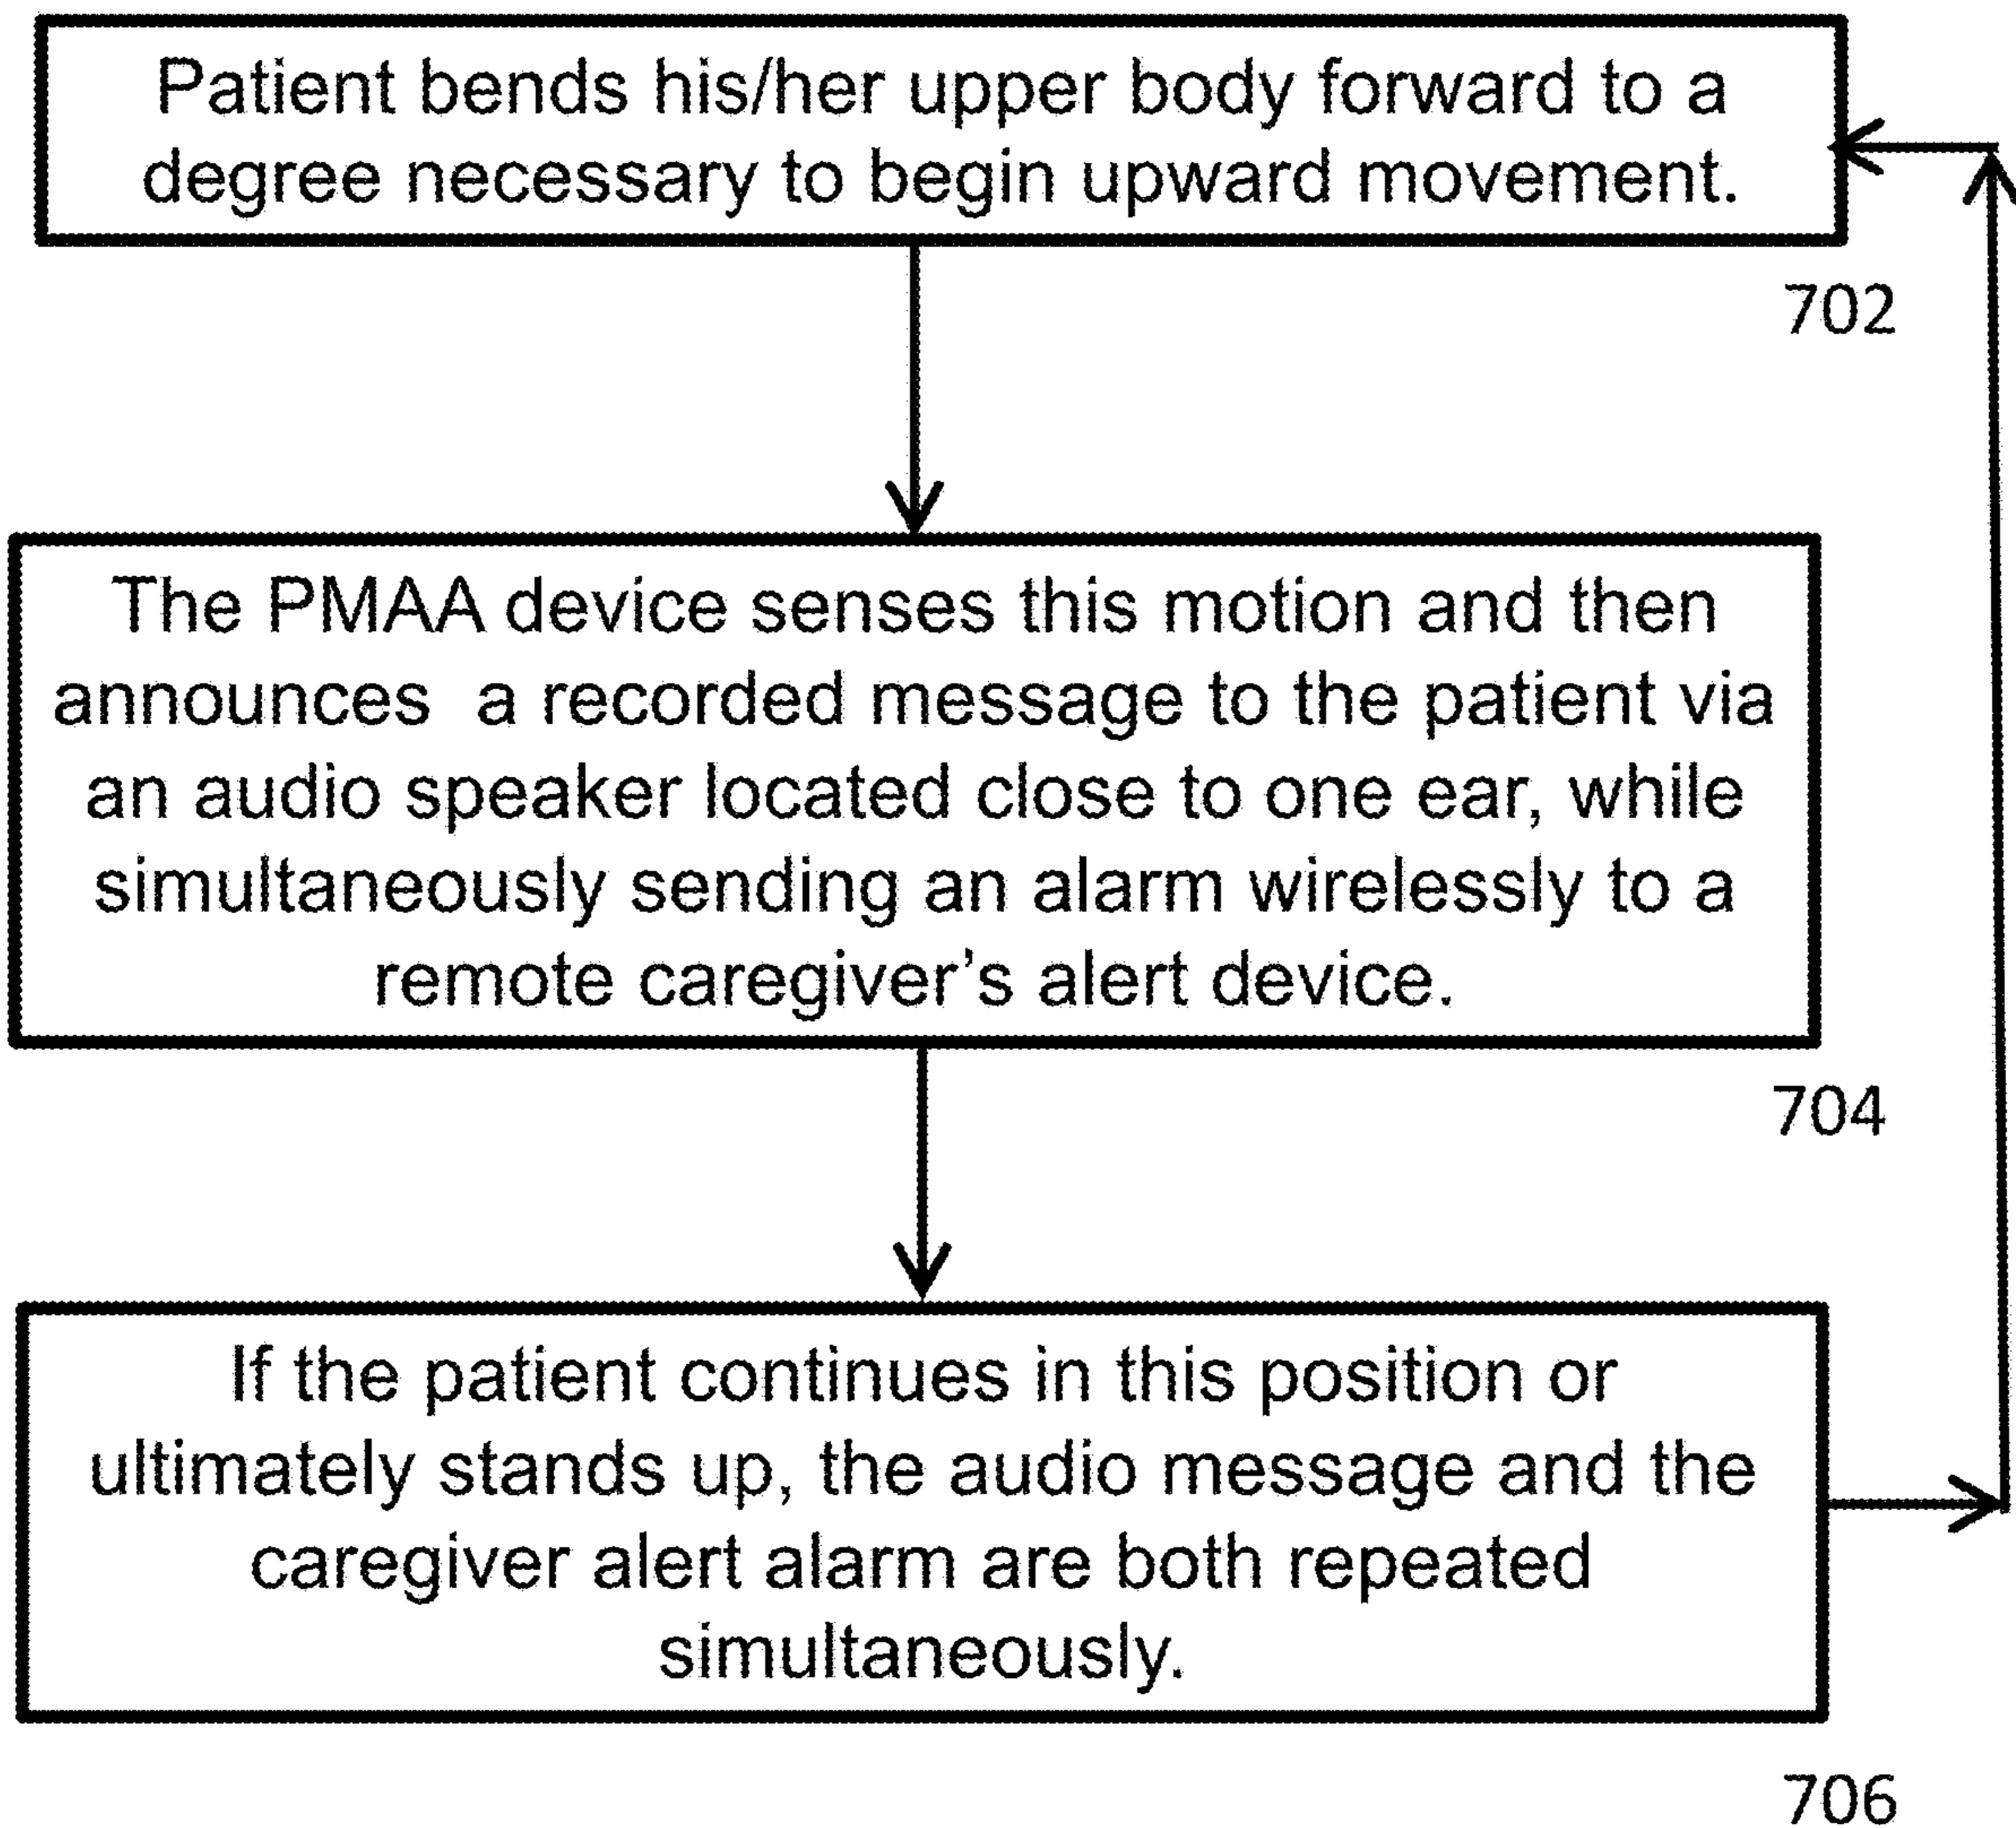 Patient bends his/her upper body forward to a
degree necessary to begin upward movement.
702
The PMAA device senses this motion and then
announces a recorded message to the patient via
an audio speaker located close to one ear, while
simultaneously sending an alarm wirelessly to a
remote caregiver’s alert device.
704
If the patient continues in this position or
ultimately stands up, the audio message and the
caregiver alert alarm are both repeated
simultaneously.
706